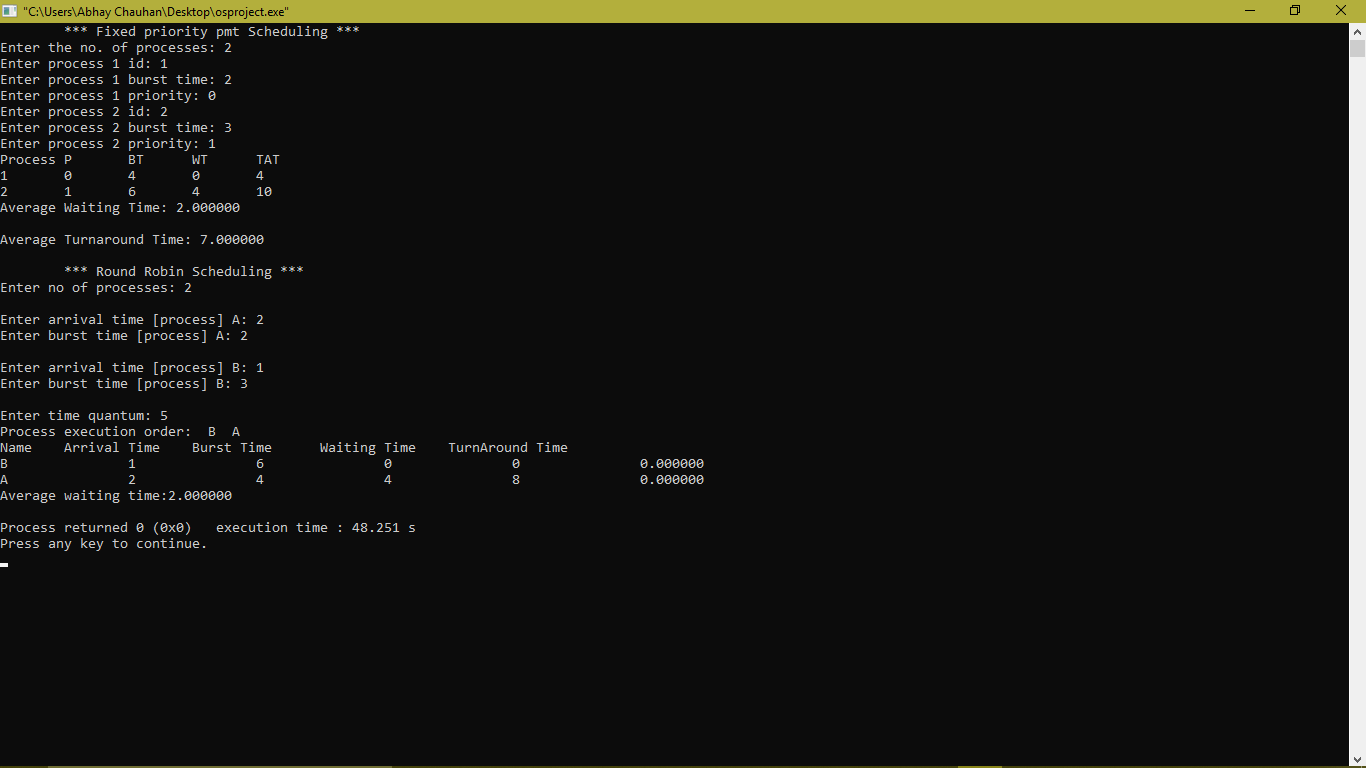 "C:\Users\Abhay Chauhan\Desktop\osproject.exe"
*** Fixed priority pmt Scheduling ***
Enter the no. of processes: 2
Enter process 1 id: 1
Enter process 1 burst time: 2
Enter process 1 priority: 0
Enter process 2 id: 2
Enter process 2 burst time: 3
Enter process 2 priority: 1
Process P       BT      WT      TAT
1       0       4       0       4
2       1       6       4       10
Average Waiting Time: 2.000000
Average Turnaround Time: 7.000000
*** Round Robin Scheduling ***
Enter no of processes: 2
Enter arrival time [process] A: 2
Enter burst time [process] A: 2
Enter arrival time [process] B: 1
Enter burst time [process] B: 3
Enter time quantum: 5
Process execution order:  B  A
Name    Arrival Time    Burst Time      Waiting Time    TurnAround Time
B               1               6               0               0               0.000000
A               2               4               4               8               0.000000
Average waiting time:2.000000
Process returned 0 (0x0)   execution time : 48.251 s
Press any key to continue.